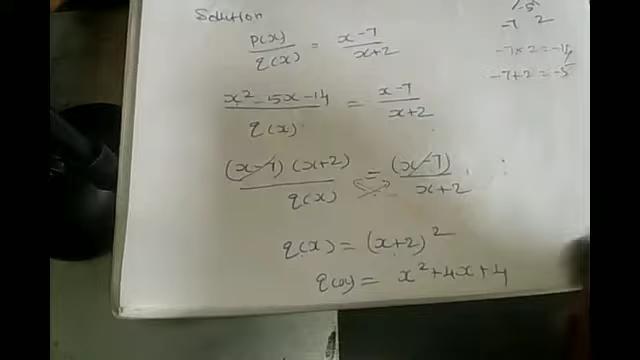 Solution
p(x)/q(x) = x-7/x+2
x²-5x-14/q(x) = x-7/x+2
(x-7)(x+2)/q(x) = (x-7)/x+2
q(x) = (x+2)²
q(x) = x²+4x+4
-5
-7 2
-7×2=-14
-7+2=-5